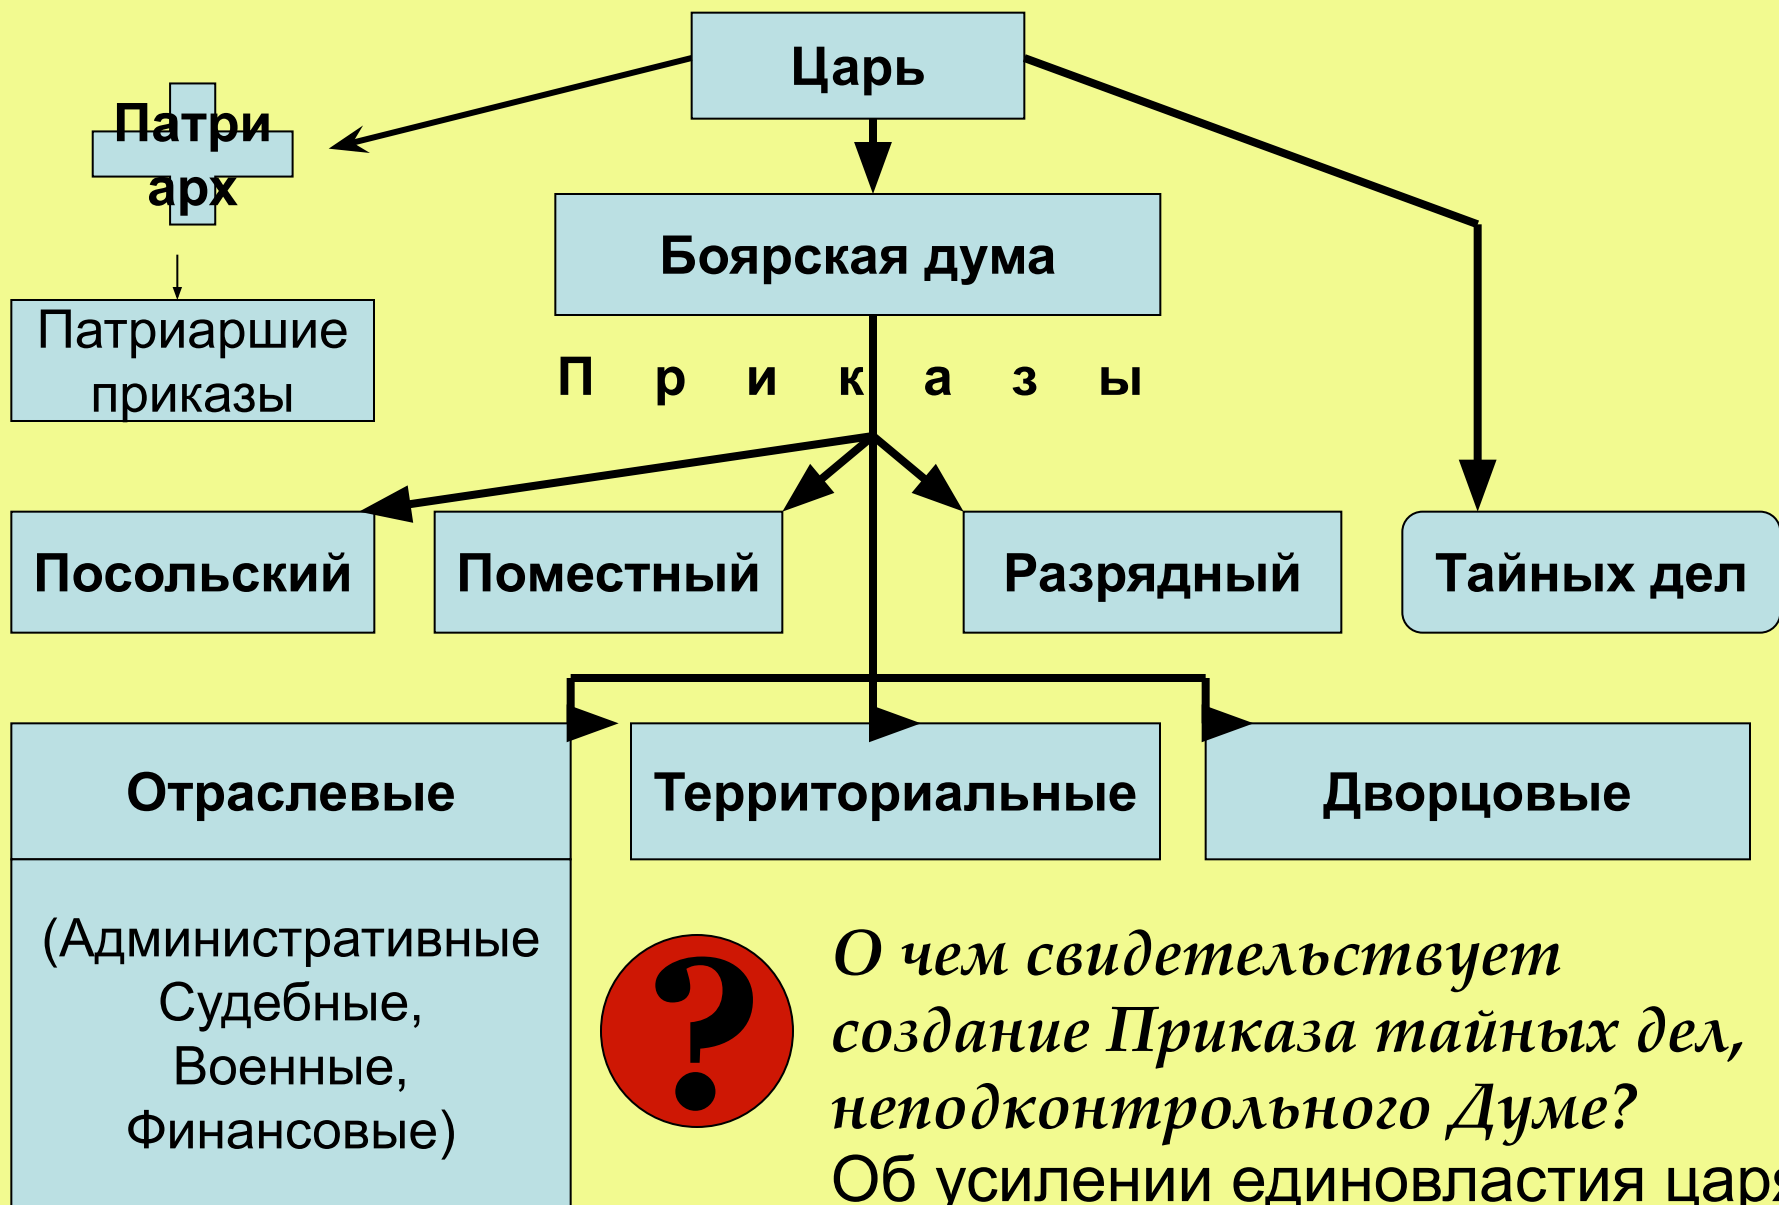 Царь
Патри
арх
Боярская дума
Патриаршие
приказы
П р и к а з ы
Посольский
Поместный
Разрядный
Тайных дел
Отраслевые
Территориальные
Дворцовые
(Административные
Судебные,
Военные,
Финансовые)
?
О чем свидетельствует
создание Приказа тайных дел,
неподконтрольного Думе?
Об усилении единовластия царя